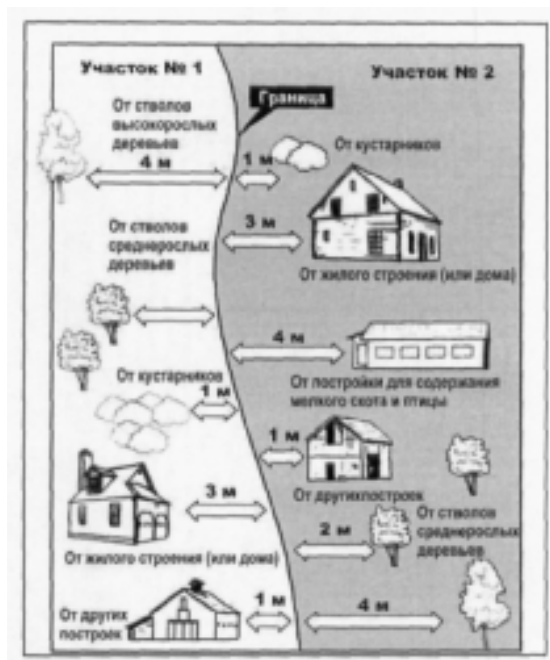 Участок № 1
Участок № 2
Граница
От стволов
высокорослых
деревьев
4 м
1 м
От кустарников
3 м
От стволов
среднерослых
деревьев
От жилого строения (или дома)
4 м
От постройки для содержания
мелкого скота и птицы
От кустарников
1 м
1 м
От другихпостроек
3 м
От жилого строения (или дома)
2 м
От стволов
среднерослых
деревьев
От других
построек
1 м
4 м